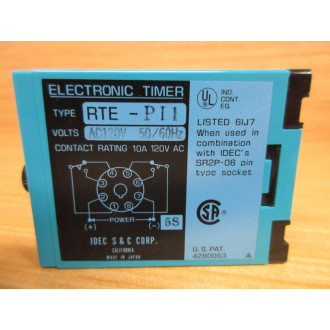 ELECTRONIC TIMER
TYPE RTE - P11
VOLTS AC120V 50/60Hz
CONTACT RATING 10A 120V AC
POWER
(+) (-)
5S
IDEC S & C CORP.
CALIFORNIA
MADE IN JAPAN
UL
IND.
CONT.
EQ.
LISTED 61J7
When used in
combination
with IDEC's
SR2P-06 pin
type socket
SA
U.S. PAT.
4280063